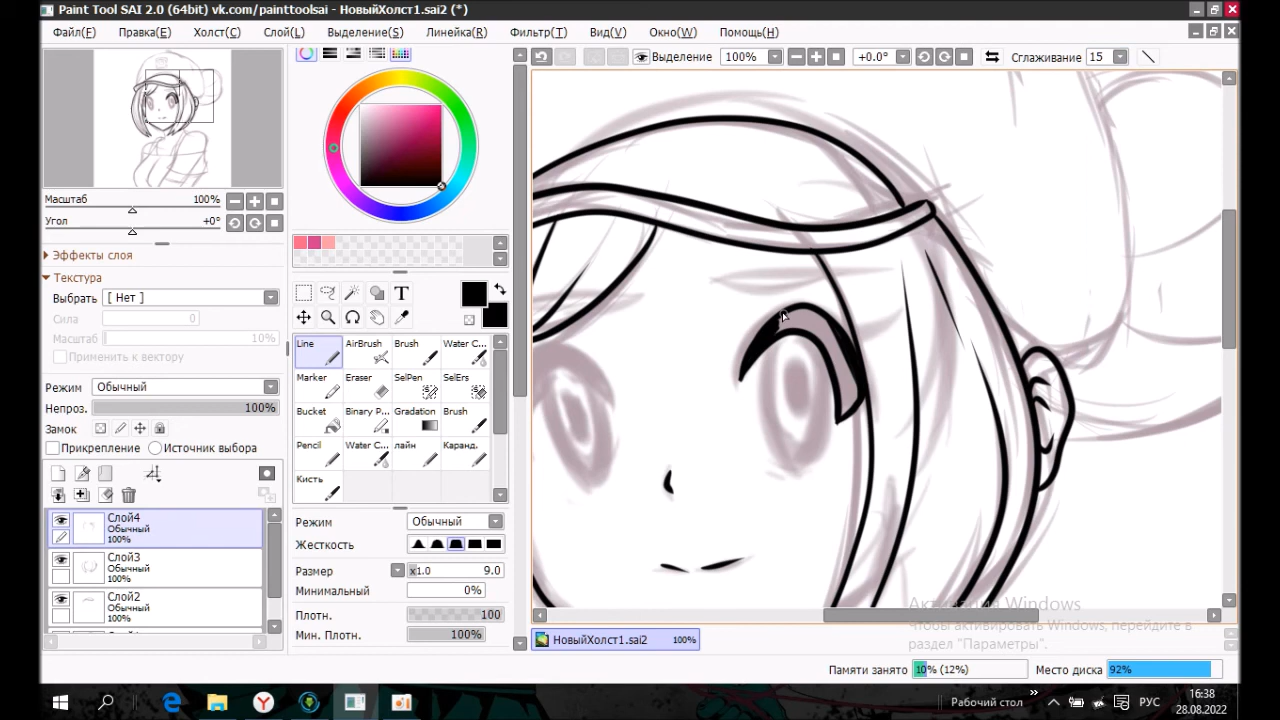 Paint Tool SAI 2.0 (64bit) vk.com/painttoolsai - НовыйХолст1.sai2 (*)
Файл(F) Правка(E) Холст(C) Слой(L) Выделение(S) Линейка(R) Фильтр(T) Вид(V) Окно(W) Помощь(H)
Выделение 100% +0.0° Сглаживание 15
Масштаб 100%
Угол +0°
Эффекты слоя
Текстура
Выбрать [ Нет ]
Сила 0
Масштаб 10%
Применить к вектору
Режим Обычный
Непроз. 100%
Замок
Прикрепление Источник выбора
Слой4
Обычный
100%
Слой3
Обычный
100%
Слой2
Обычный
100%
T
Line AirBrush Brush Water C...
Marker Eraser SelPen SelErs
Bucket Binary P... Gradation Brush
Pencil Water C... лайн Каранд.
Кисть
Режим Обычный
Жесткость
Размер x1.0 9.0
Минимальный 0%
Плотн. 100
Мин. Плотн. 100%
Активация Windows
Чтобы активировать Windows, перейдите в
раздел "Параметры".
НовыйХолст1.sai2 100%
Памяти занято 10% (12%) Место диска 92%
Рабочий стол » РУС 16:38
28.08.2022